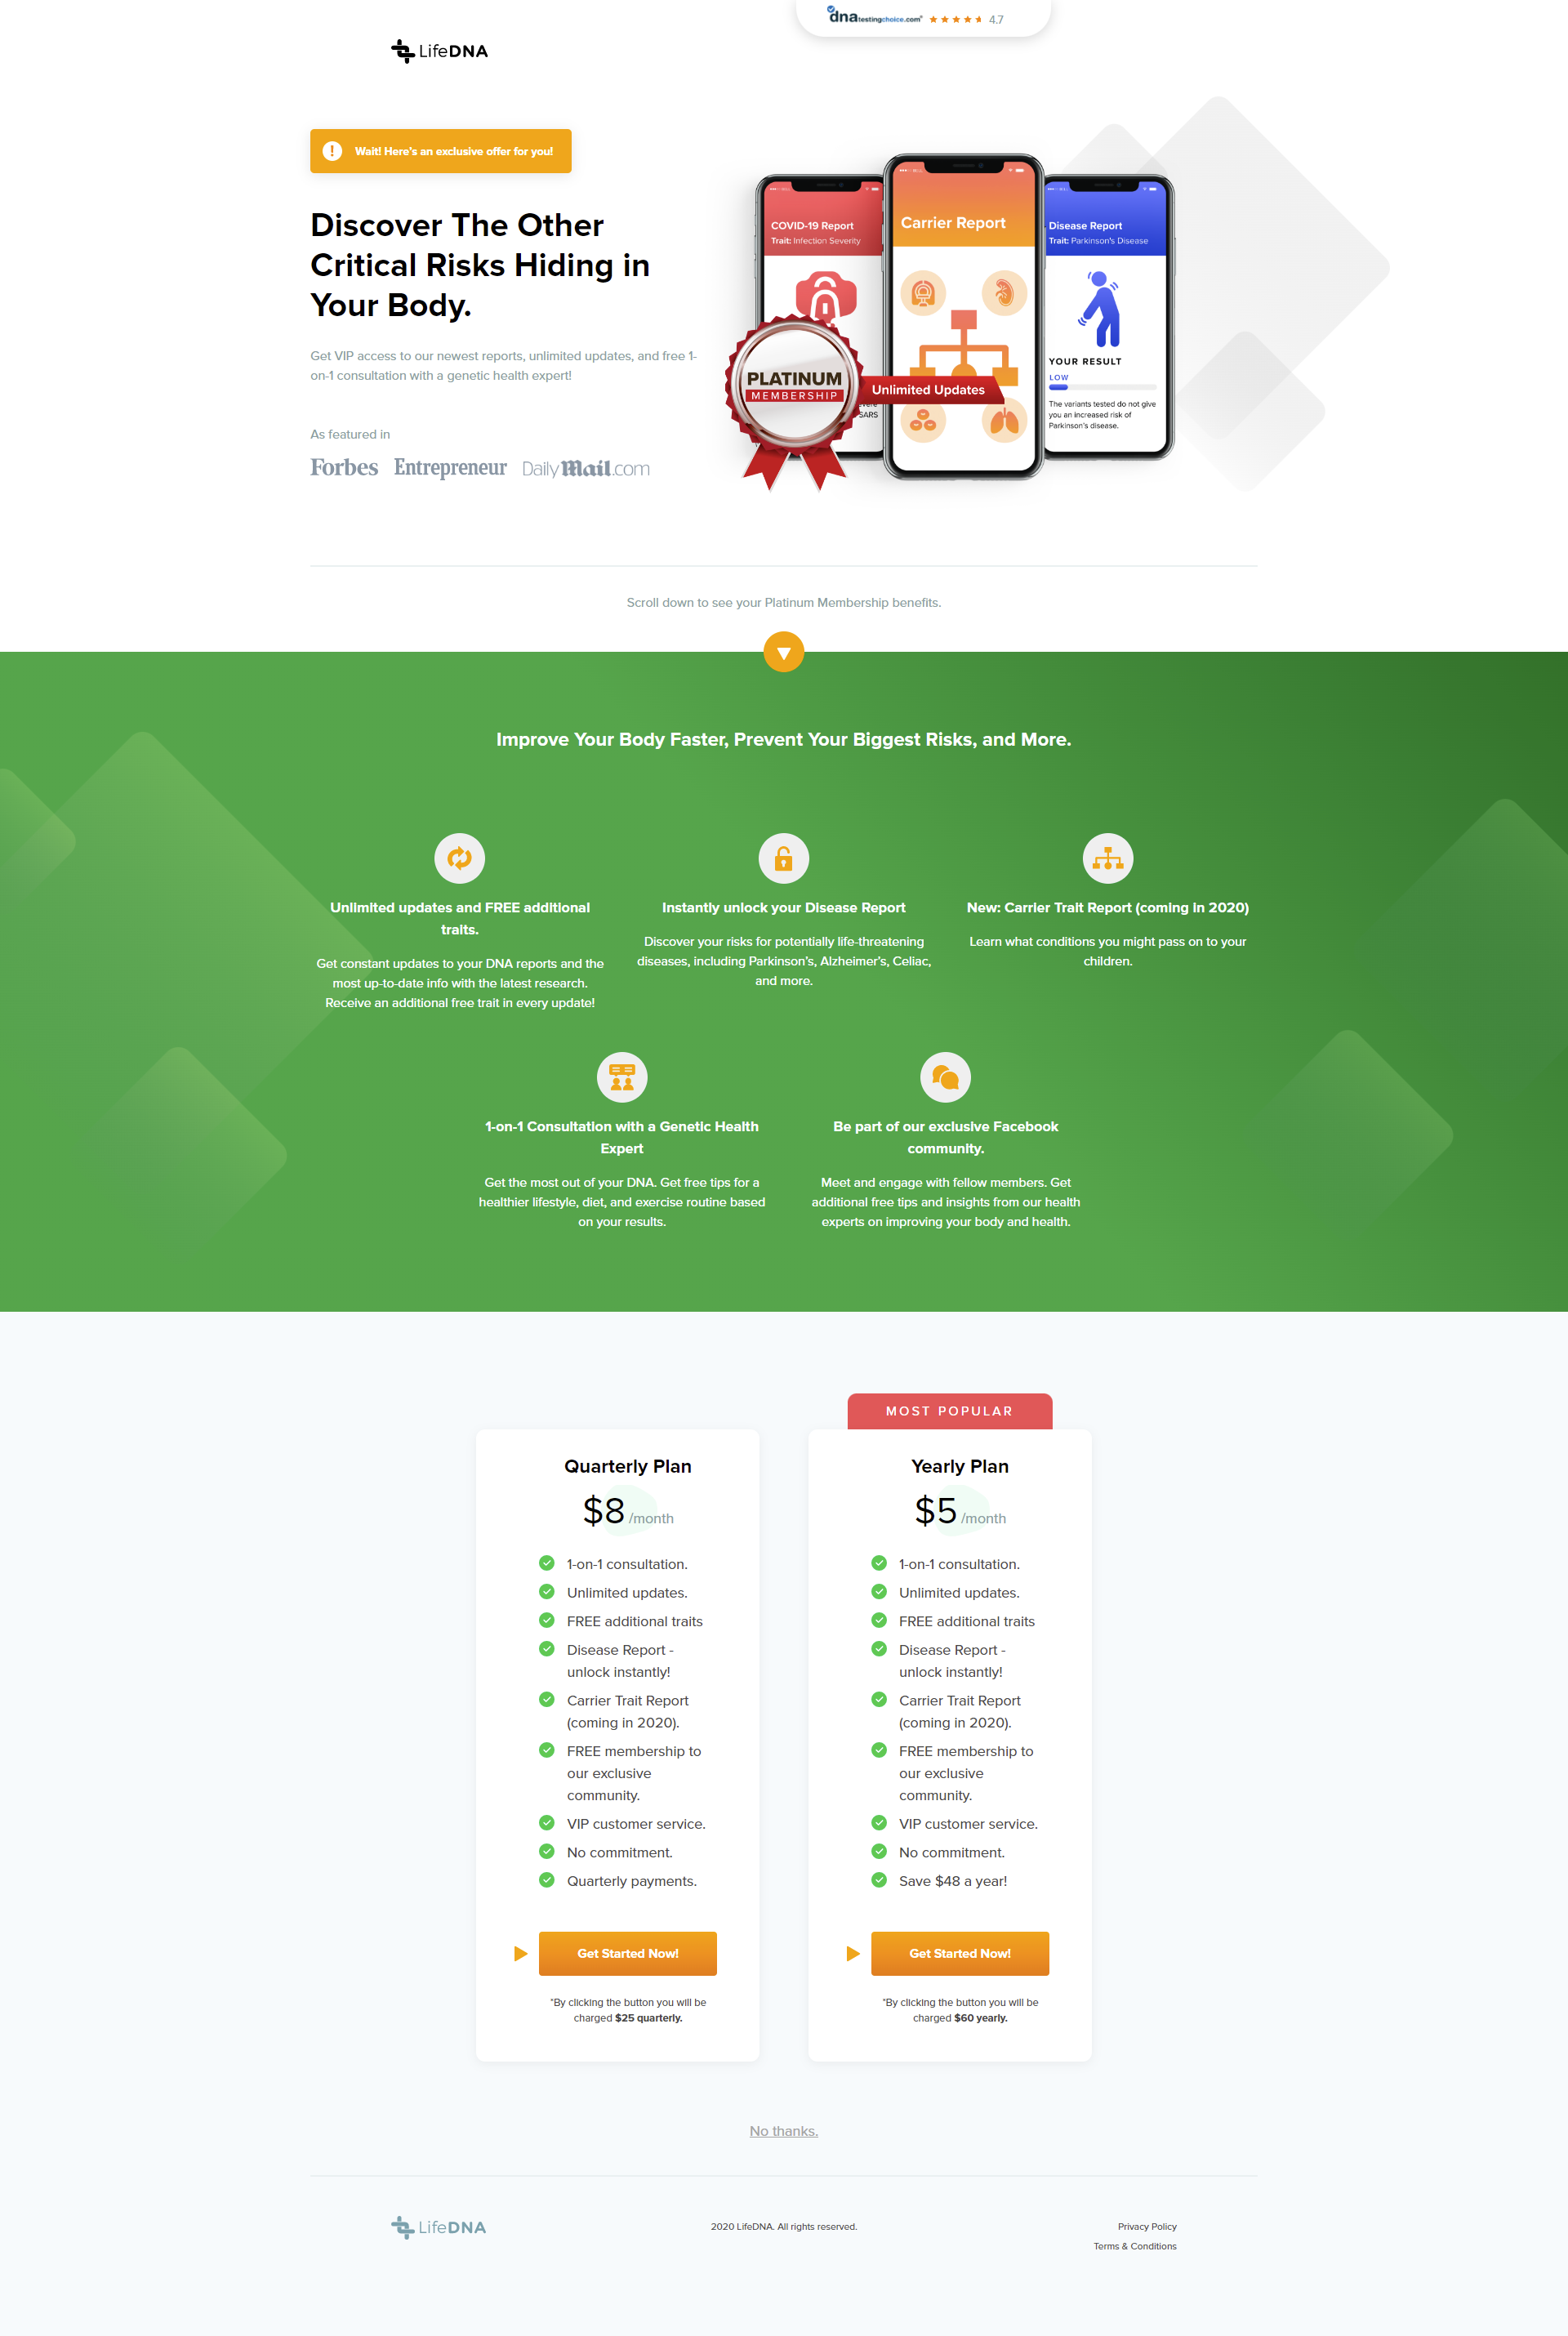 dnatestingchoice.com 4.7
LifeDNA
Wait! Here's an exclusive offer for you!
Discover The Other
Critical Risks Hiding in
Your Body.
Get VIP access to our newest reports, unlimited updates, and free 1-
on-1 consultation with a genetic health expert!
As featured in
Forbes Entrepreneur DailyMail.com
COVID-19 Report
Trait: Infection Severity
Carrier Report
Disease Report
Trait: Parkinson's Disease
YOUR RESULT
LOW
The variants tested do not give
you an increased risk of
Parkinson's disease.
PLATINUM
MEMBERSHIP
Unlimited Updates
SARS
Scroll down to see your Platinum Membership benefits.
Improve Your Body Faster, Prevent Your Biggest Risks, and More.
Unlimited updates and FREE additional
traits.
Get constant updates to your DNA reports and the
most up-to-date info with the latest research.
Receive an additional free trait in every update!
Instantly unlock your Disease Report
Discover your risks for potentially life-threatening
diseases, including Parkinson's, Alzheimer's, Celiac,
and more.
New: Carrier Trait Report (coming in 2020)
Learn what conditions you might pass on to your
children.
1-on-1 Consultation with a Genetic Health
Expert
Get the most out of your DNA. Get free tips for a
healthier lifestyle, diet, and exercise routine based
on your results.
Be part of our exclusive Facebook
community.
Meet and engage with fellow members. Get
additional free tips and insights from our health
experts on improving your body and health.
Quarterly Plan
$8 /month
1-on-1 consultation.
Unlimited updates.
FREE additional traits
Disease Report -
unlock instantly!
Carrier Trait Report
(coming in 2020).
FREE membership to
our exclusive
community.
VIP customer service.
No commitment.
Quarterly payments.
Get Started Now!
*By clicking the button you will be
charged $25 quarterly.
MOST POPULAR
Yearly Plan
$5 /month
1-on-1 consultation.
Unlimited updates.
FREE additional traits
Disease Report -
unlock instantly!
Carrier Trait Report
(coming in 2020).
FREE membership to
our exclusive
community.
VIP customer service.
No commitment.
Save $48 a year!
Get Started Now!
*By clicking the button you will be
charged $60 yearly.
No thanks.
LifeDNA
2020 LifeDNA. All rights reserved.
Privacy Policy
Terms & Conditions